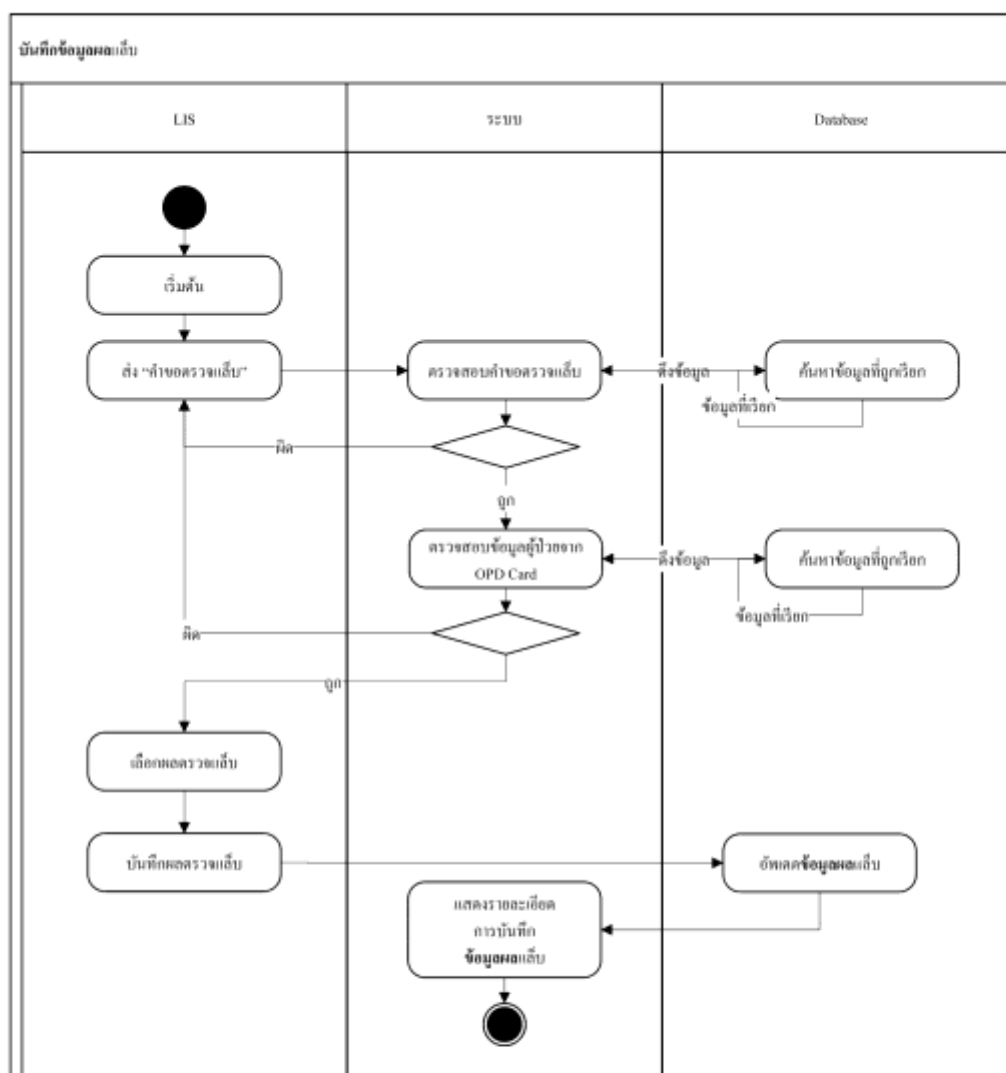 บันทึกข้อมูลผลแล็บ
LIS
ระบบ
Database
เริ่มต้น
ส่ง “คำขอตรวจแล็บ”
ตรวจสอบคำขอตรวจแล็บ
ดึงข้อมูล
ค้นหาข้อมูลที่ถูกเรียก
ข้อมูลที่เรียก
ผิด
ถูก
ตรวจสอบข้อมูลผู้ป่วยจาก
OPD Card
ดึงข้อมูล
ค้นหาข้อมูลที่ถูกเรียก
ข้อมูลที่เรียก
ผิด
ถูก
เลือกผลตรวจแล็บ
บันทึกผลตรวจแล็บ
อัพเดตข้อมูลผลแล็บ
แสดงรายละเอียด
การบันทึก
ข้อมูลผลแล็บ